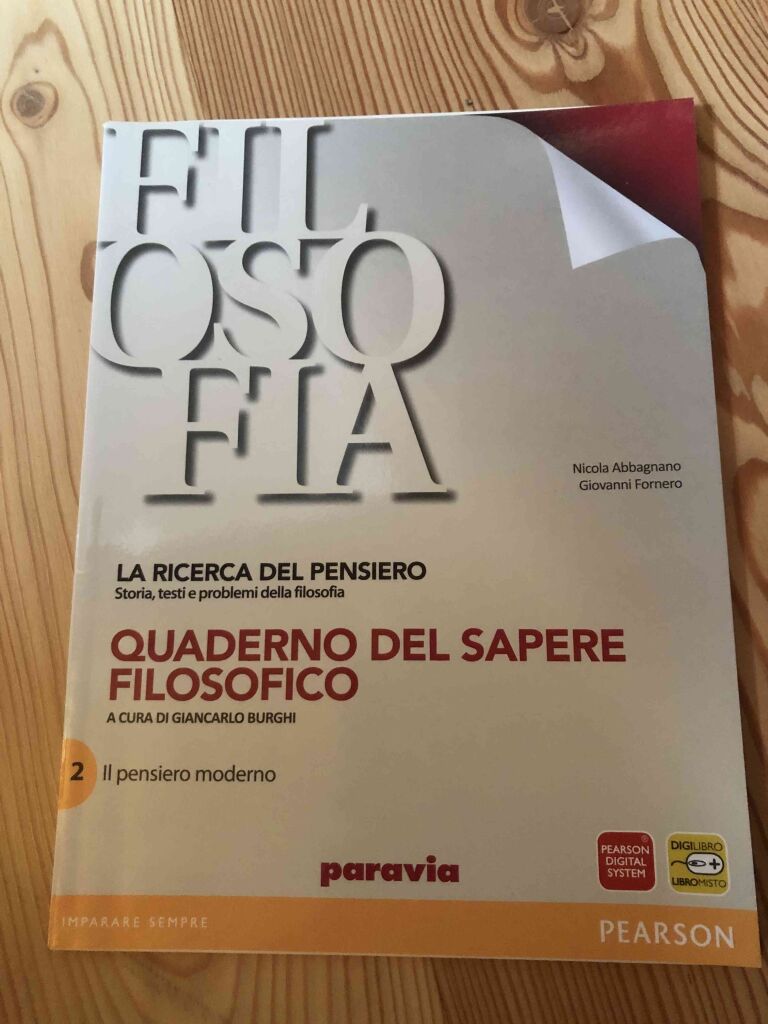 FIL
OSO
FIA
Nicola Abbagnano
Giovanni Fornero
LA RICERCA DEL PENSIERO
Storia, testi e problemi della filosofia
QUADERNO DEL SAPERE
FILOSOFICO
A CURA DI GIANCARLO BURGHI
2 Il pensiero moderno
paravia
PEARSON
DIGITAL
SYSTEM
®
DIGILIBRO
+
LIBROMISTO
IMPARARE SEMPRE
PEARSON